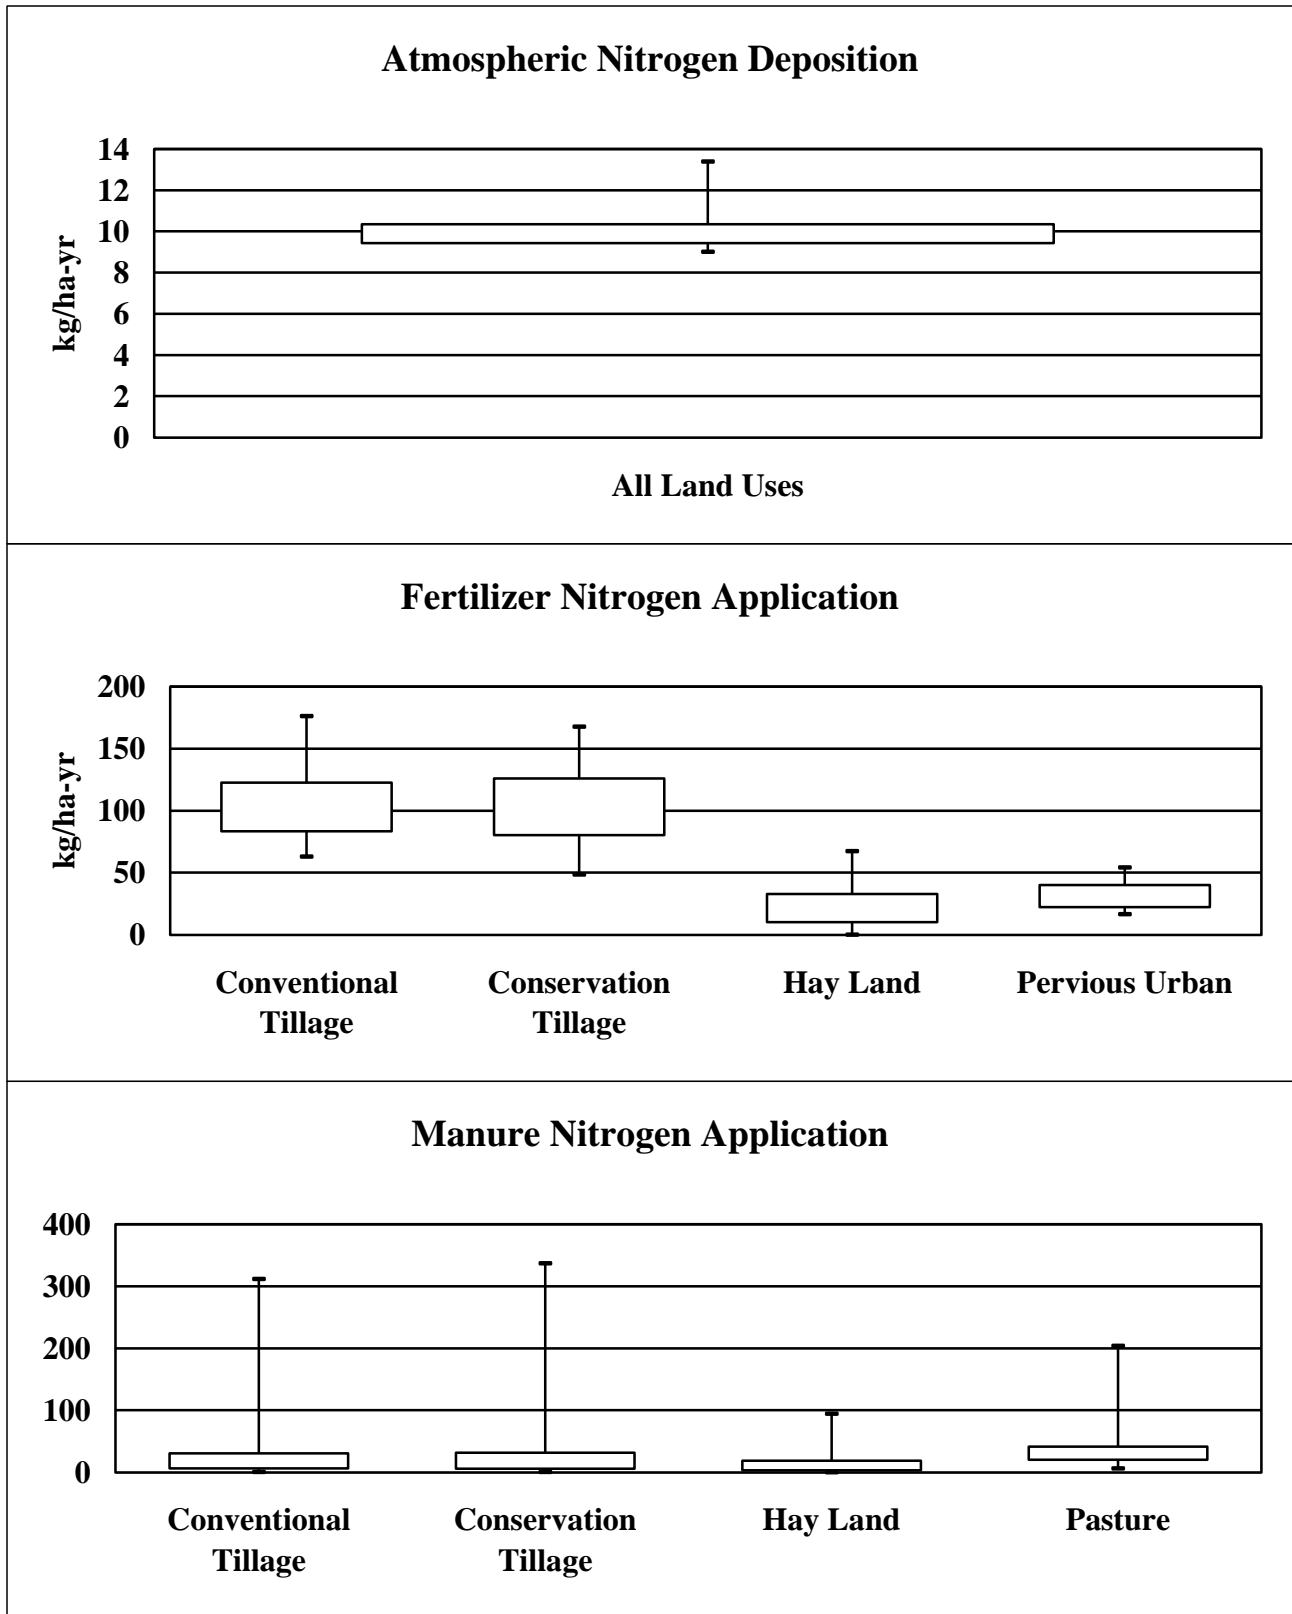 Atmospheric Nitrogen Deposition
14
12
10
8
6
4
2
0
kg/ha-yr
All Land Uses
Fertilizer Nitrogen Application
200
150
100
50
0
kg/ha-yr
Conventional Tillage
Conservation Tillage
Hay Land
Pervious Urban
Manure Nitrogen Application
400
300
200
100
0
Conventional Tillage
Conservation Tillage
Hay Land
Pasture